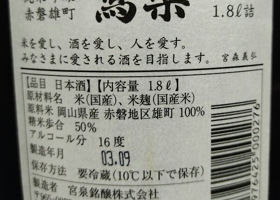 赤磐雄町
寫楽
1.8ℓ詰
米を愛し、酒を愛し、人を愛す。
みなさまに愛される酒を目指します。 宮森義弘
【品目 日本酒】【内容量 1.8ℓ】
原材料名 米(国産)、米麹(国産米)
原料米 岡山県産 赤磐地区雄町 100%
精米歩合 50%
アルコール分 16度
製造年月 03.09
保存方法 要冷蔵(10℃以下で保存)
製造者 宮泉銘醸株式会社